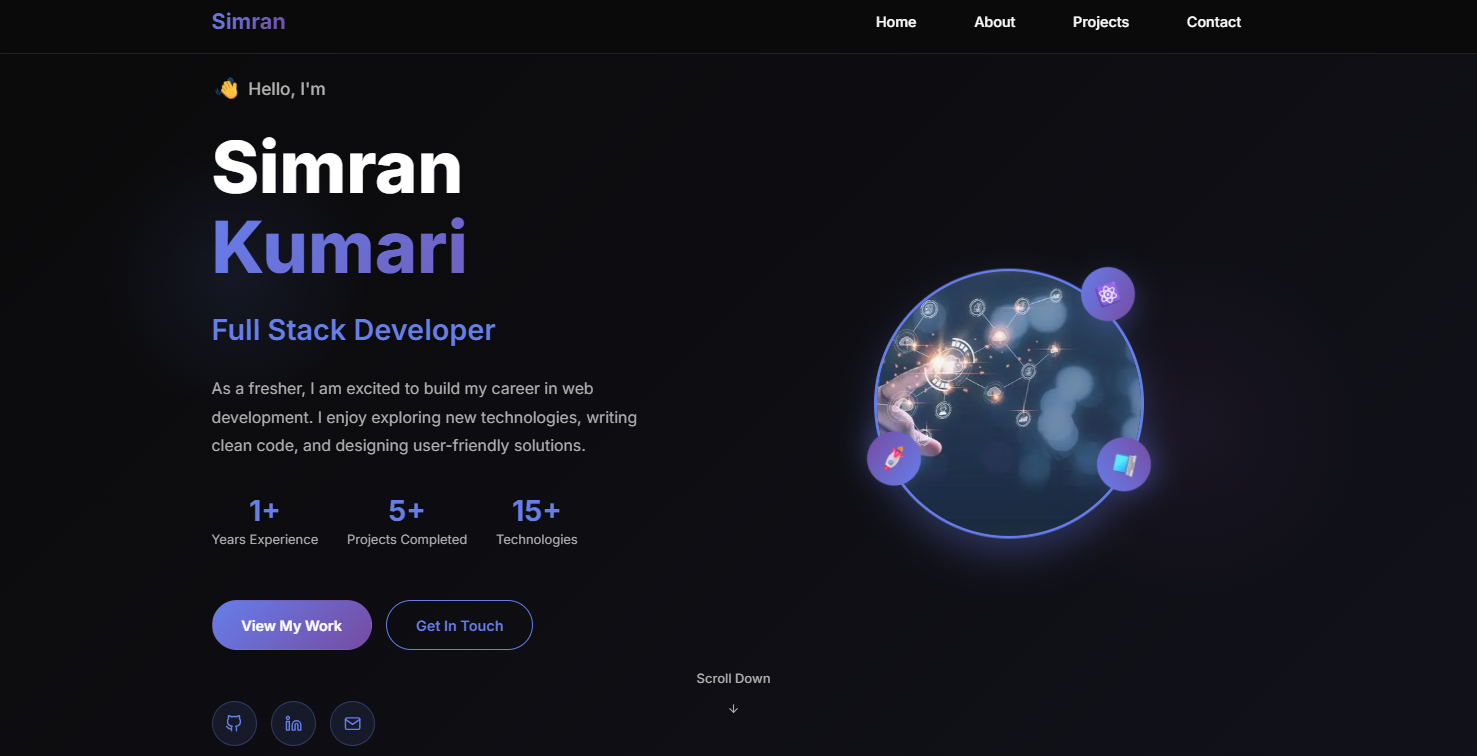 Simran
Home About Projects Contact
👋 Hello, I'm
Simran
Kumari
Full Stack Developer
As a fresher, I am excited to build my career in web
development. I enjoy exploring new technologies, writing
clean code, and designing user-friendly solutions.
1+ 5+ 15+
Years Experience Projects Completed Technologies
View My Work Get In Touch
Scroll Down
↓